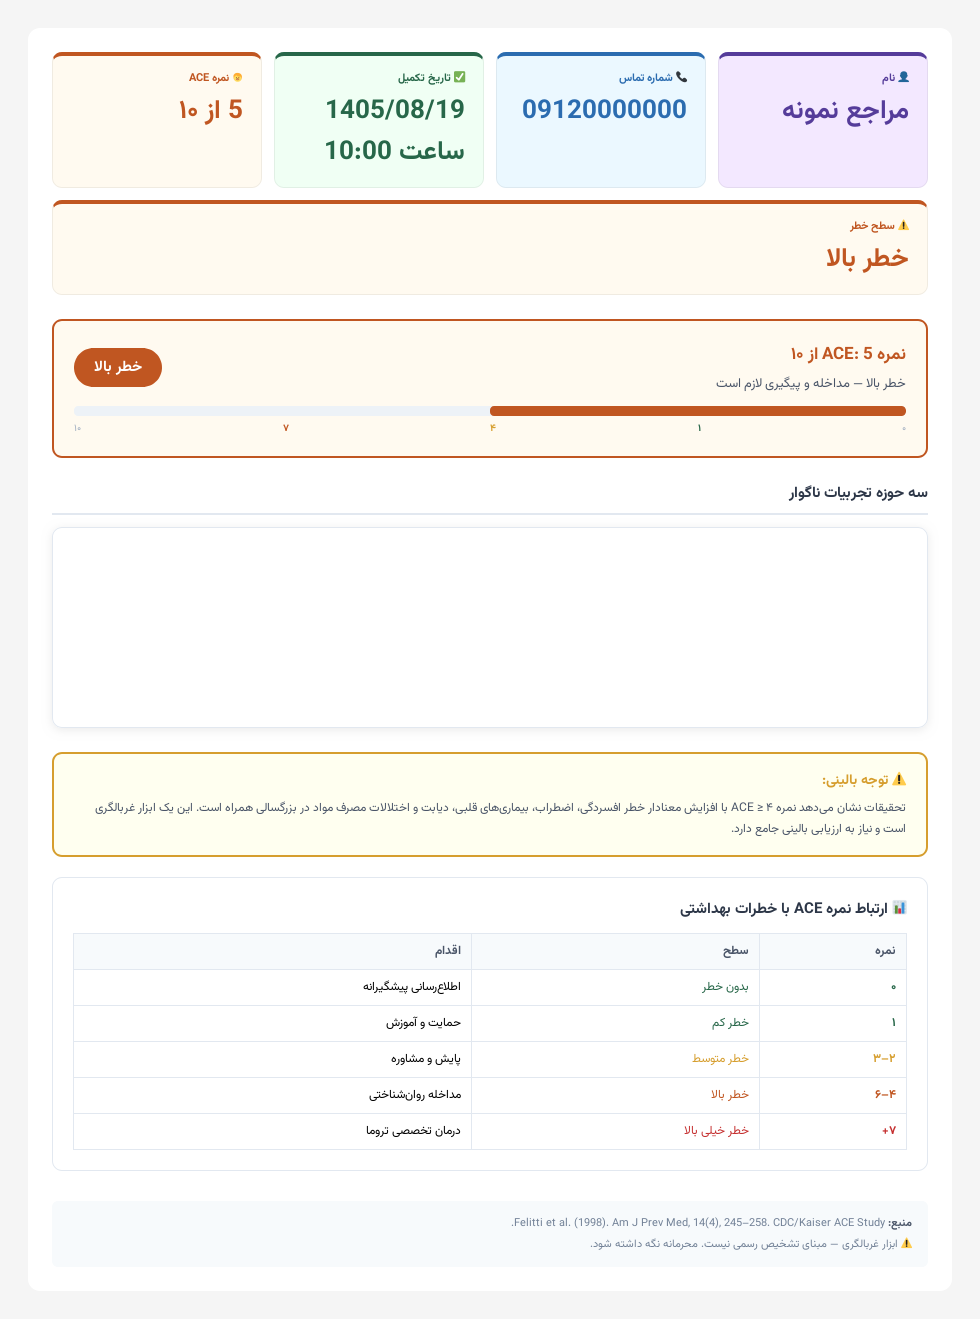 👤 نام
مراجع نمونه
📞 شماره تماس
09120000000
✅ تاریخ تکمیل
1405/08/19
ساعت 10:00
نمره ACE
5 از ۱۰
⚠️ سطح خطر
خطر بالا
نمره ACE: 5 از ۱۰
خطر بالا — مداخله و پیگیری لازم است
خطر بالا
۰ ۱ ۴ ۷ ۱۰
سه حوزه تجربیات ناگوار
⚠️ توجه بالینی:
تحقیقات نشان می‌دهد نمره ACE ≥ ۴ با افزایش معنادار خطر افسردگی، اضطراب، بیماری‌های قلبی، دیابت و اختلالات مصرف مواد در بزرگسالی همراه است. این یک ابزار غربالگری
است و نیاز به ارزیابی بالینی جامع دارد.
📊 ارتباط نمره ACE با خطرات بهداشتی
نمره سطح اقدام
۰ بدون خطر اطلاع‌رسانی پیشگیرانه
۱ خطر کم حمایت و آموزش
۲–۳ خطر متوسط پایش و مشاوره
۴–۶ خطر بالا مداخله روان‌شناختی
۷+ خطر خیلی بالا درمان تخصصی تروما
منبع: Felitti et al. (1998). Am J Prev Med, 14(4), 245–258. CDC/Kaiser ACE Study.
⚠️ ابزار غربالگری — مبنای تشخیص رسمی نیست. محرمانه نگه داشته شود.